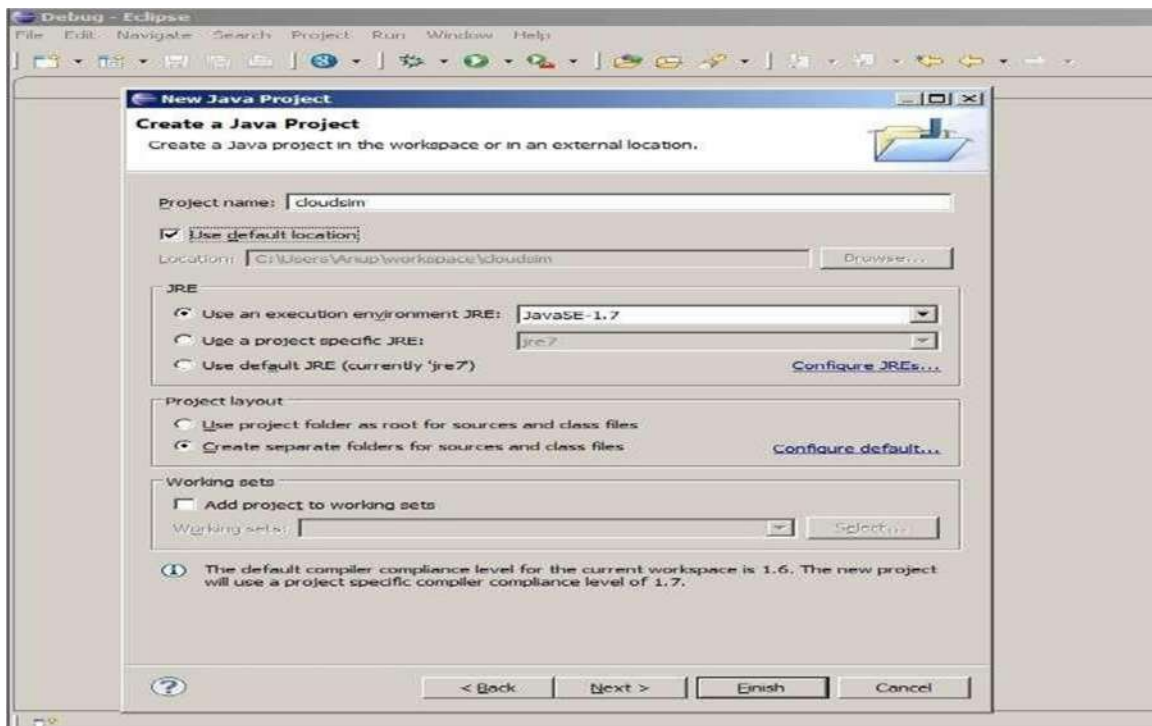 Debug - Eclipse
File Edit Navigate Search Project Run Window Help
New Java Project
Create a Java Project
Create a Java project in the workspace or in an external location.
Project name: cloudsim
Use default location
Location: C:\Users\Anup\workspace\cloudsim Browse...
JRE
Use an execution environment JRE: JavaSE-1.7
Use a project specific JRE: jre7
Use default JRE (currently 'jre7') Configure JREs...
Project layout
Use project folder as root for sources and class files
Create separate folders for sources and class files Configure default...
Working sets
Add project to working sets
Working sets: Select...
The default compiler compliance level for the current workspace is 1.6. The new project
will use a project specific compiler compliance level of 1.7.
< Back Next > Finish Cancel